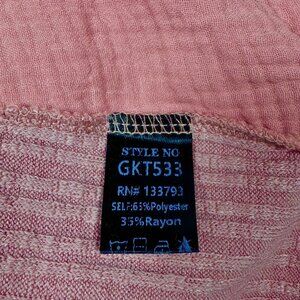 STYLE NO
GKT533
RN# 133793
SELF:65%Polyester
35%Rayon